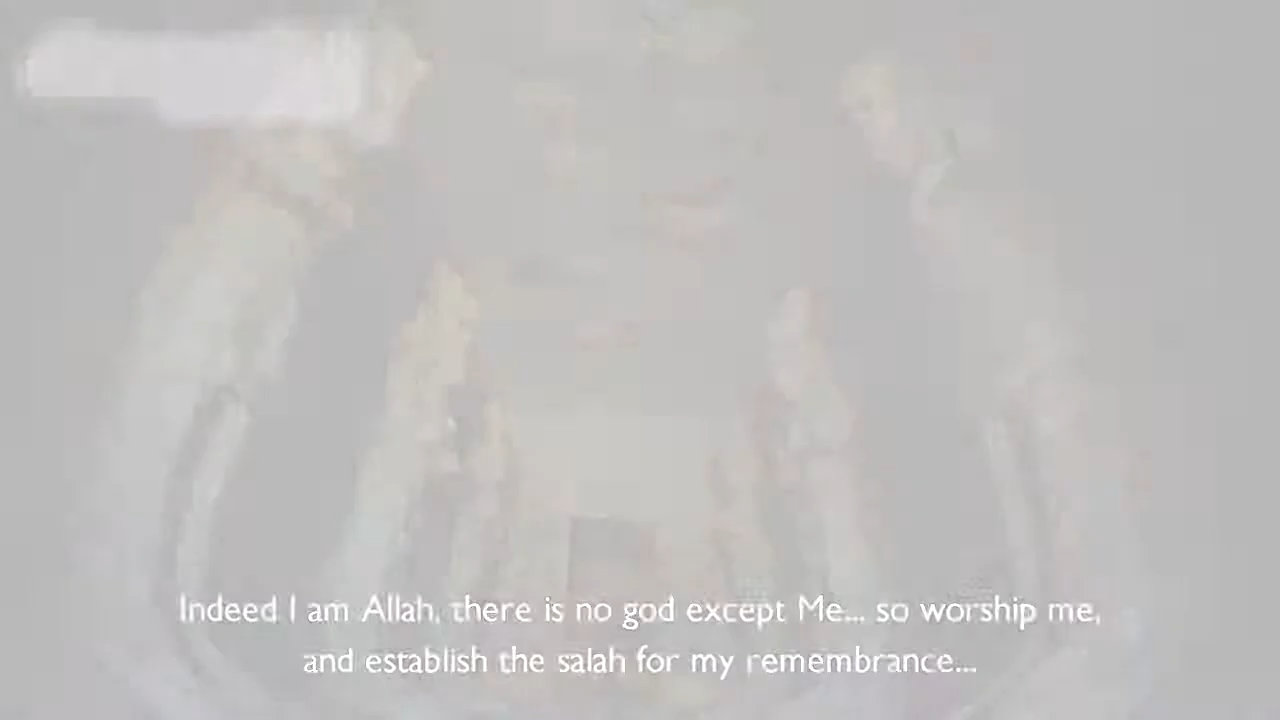 Indeed I am Allah, there is no god except Me... so worship me,
and establish the salah for my remembrance...